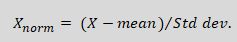 X_norm = (X − mean)/Std dev.